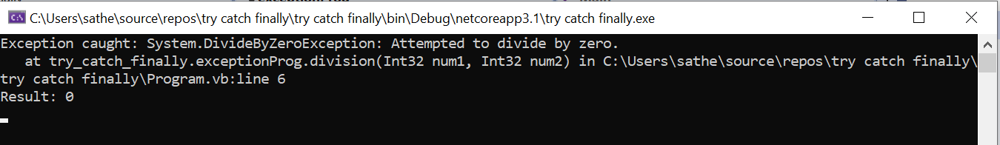 C:\Users\sathe\source\repos\try catch finally\try catch finally\bin\Debug\netcoreapp3.1\try catch finally.exe
Exception caught: System.DivideByZeroException: Attempted to divide by zero.
   at try_catch_finally.exceptionProg.division(Int32 num1, Int32 num2) in C:\Users\sathe\source\repos\try catch finally\
try catch finally\Program.vb:line 6
Result: 0